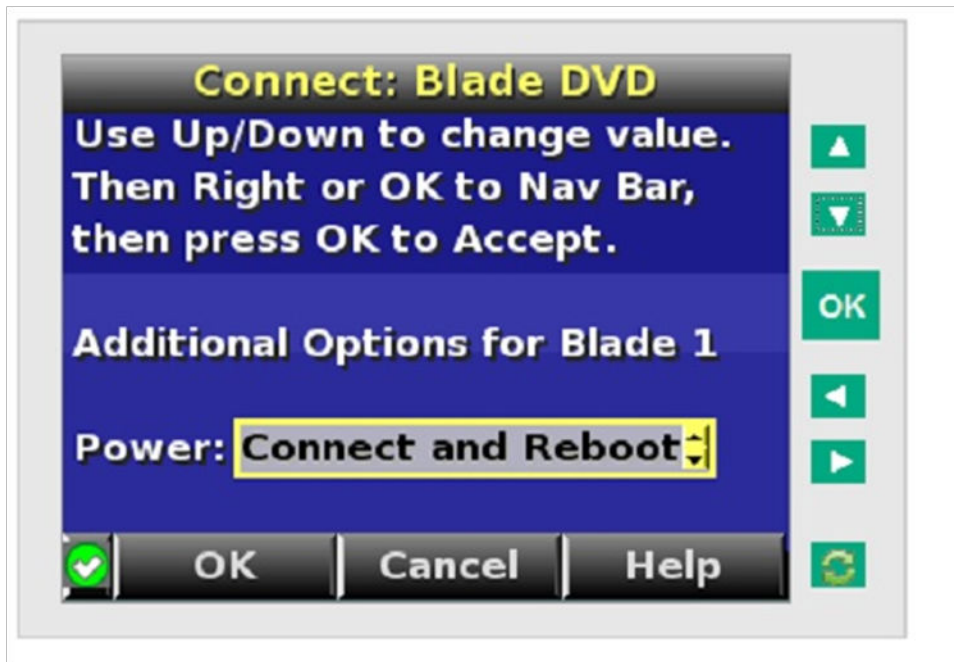 Connect: Blade DVD
Use Up/Down to change value.
Then Right or OK to Nav Bar,
then press OK to Accept.
OK
Additional Options for Blade 1
Power: Connect and Reboot
OK Cancel Help